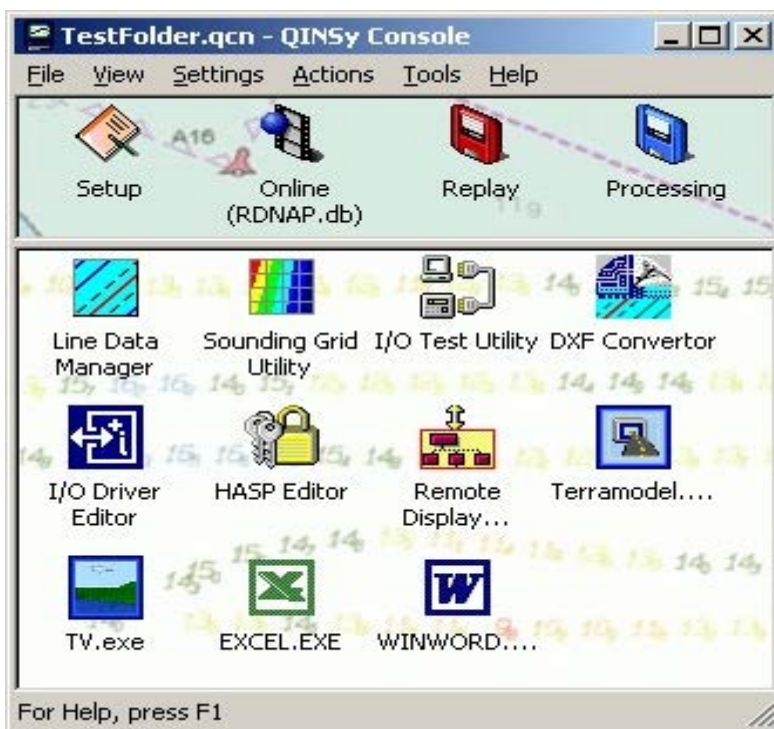 TestFolder.qcn - QINSy Console
File View Settings Actions Tools Help
A16
119
Setup
Online
(RDNAP.db)
Replay
Processing
Line Data
Manager
Sounding Grid
Utility
I/O Test Utility
DXF Convertor
I/O Driver
Editor
HASP Editor
Remote
Display...
Terramodel....
TV.exe
EXCEL.EXE
WINWORD....
For Help, press F1